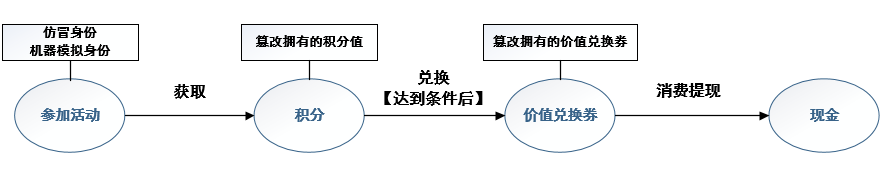 仿冒身份
机器模拟身份
篡改拥有的积分值
篡改拥有的价值兑换券
参加活动
获取
积分
兑换
【达到条件后】
价值兑换券
消费提现
现金